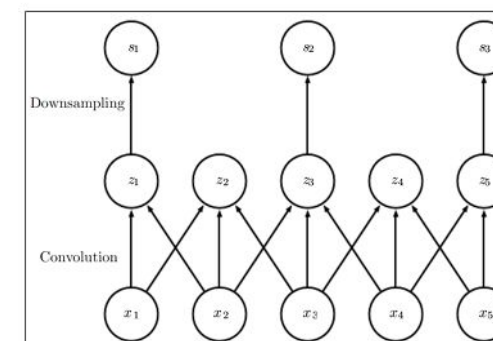 s1 s2 s3
Downsampling
z1 z2 z3 z4 z5
Convolution
x1 x2 x3 x4 x5